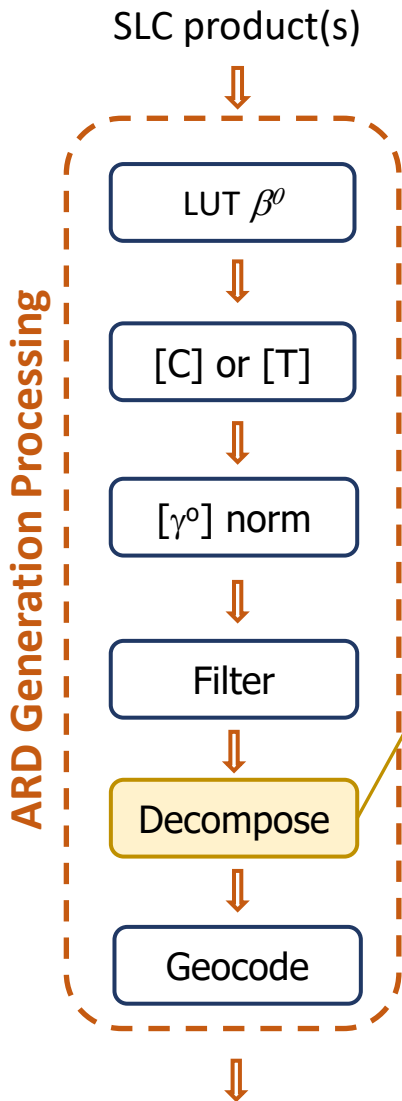 SLC product(s)
ARD Generation Processing
LUT β⁰
[C] or [T]
[γ⁰] norm
Filter
Decompose
Geocode